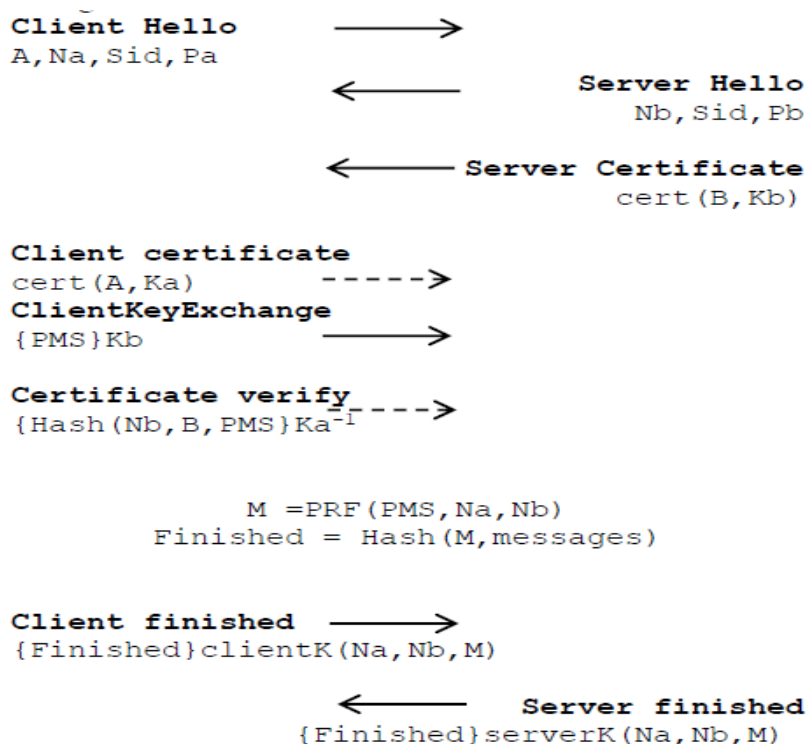 Client Hello
A,Na,Sid,Pa
Server Hello
Nb,Sid,Pb
Server Certificate
cert(B,Kb)
Client certificate
cert(A,Ka)
ClientKeyExchange
{PMS}Kb
Certificate verify
{Hash(Nb,B,PMS}Ka⁻¹
M =PRF(PMS,Na,Nb)
Finished = Hash(M,messages)
Client finished
{Finished}clientK(Na,Nb,M)
Server finished
{Finished}serverK(Na,Nb,M)